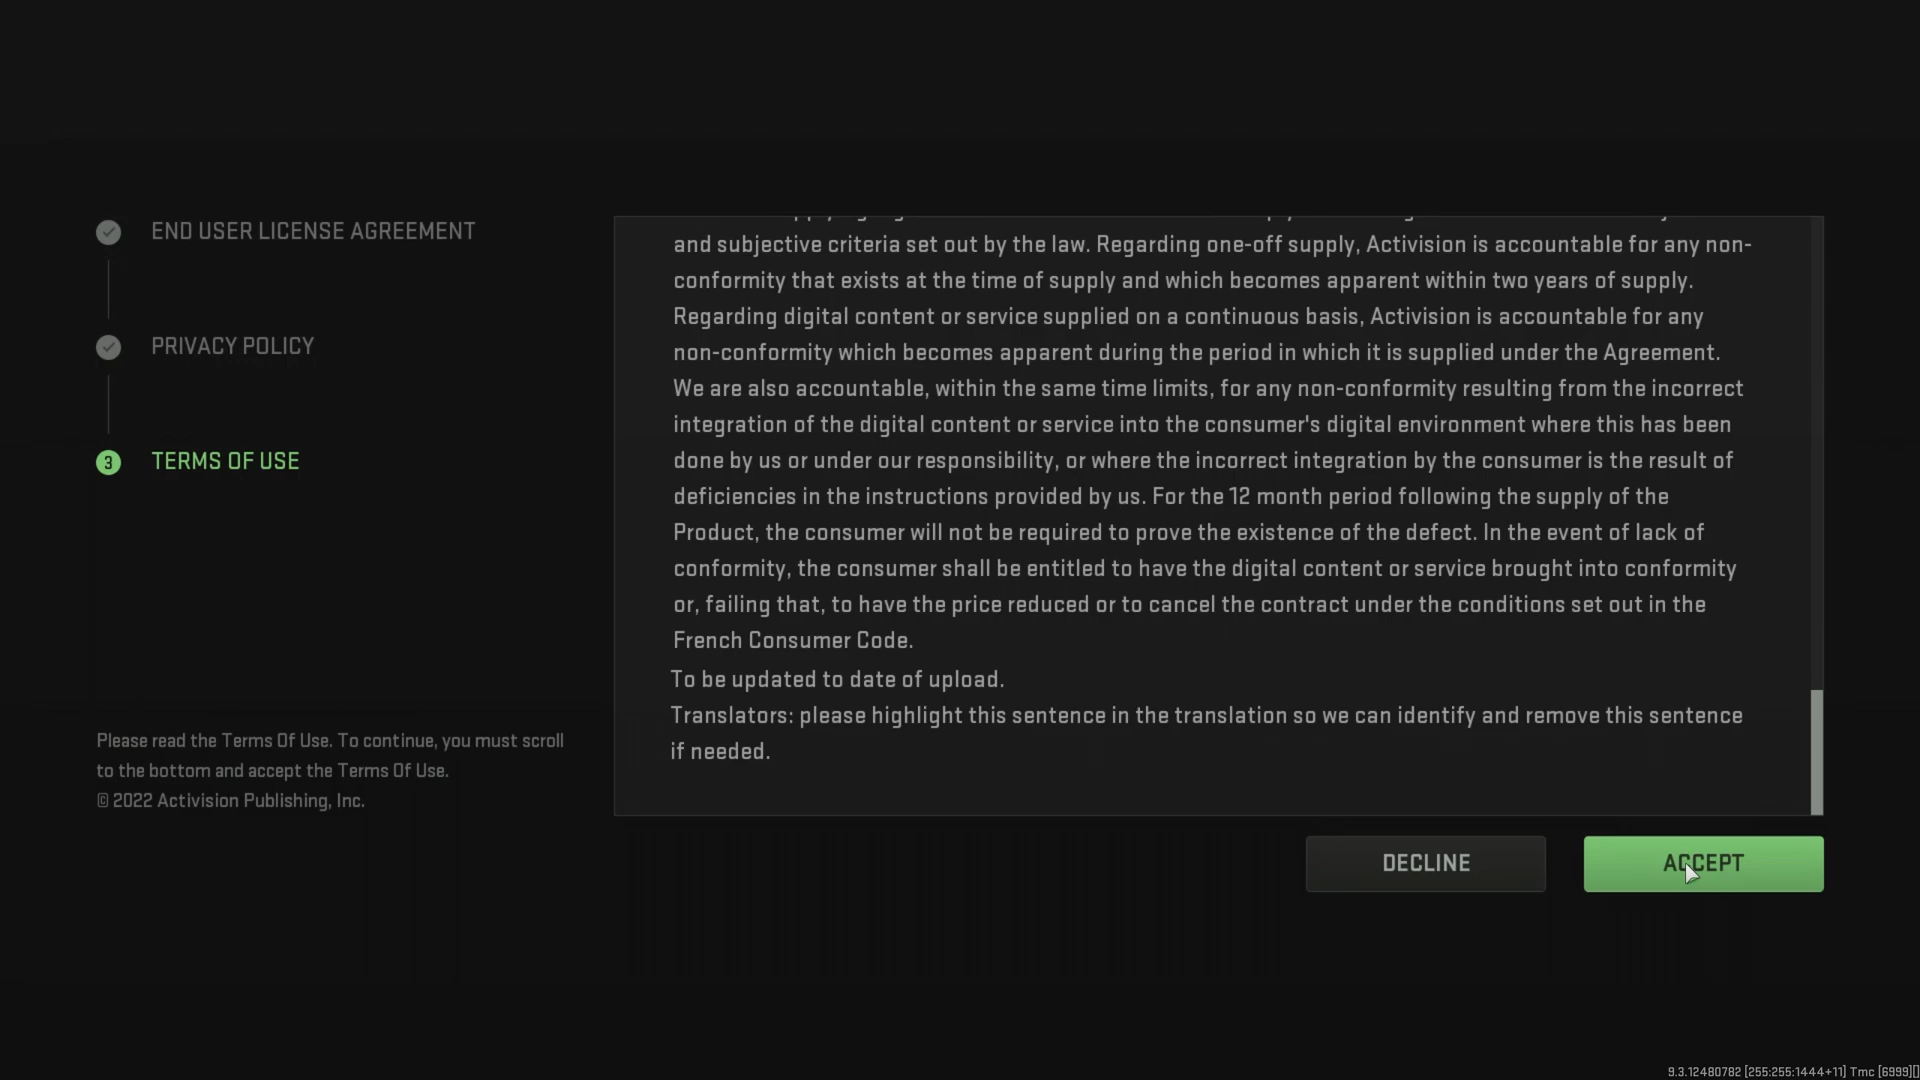 END USER LICENSE AGREEMENT
PRIVACY POLICY
3 TERMS OF USE
Please read the Terms Of Use. To continue, you must scroll
to the bottom and accept the Terms Of Use.
© 2022 Activision Publishing, Inc.
and subjective criteria set out by the law. Regarding one-off supply, Activision is accountable for any non-
conformity that exists at the time of supply and which becomes apparent within two years of supply.
Regarding digital content or service supplied on a continuous basis, Activision is accountable for any
non-conformity which becomes apparent during the period in which it is supplied under the Agreement.
We are also accountable, within the same time limits, for any non-conformity resulting from the incorrect
integration of the digital content or service into the consumer's digital environment where this has been
done by us or under our responsibility, or where the incorrect integration by the consumer is the result of
deficiencies in the instructions provided by us. For the 12 month period following the supply of the
Product, the consumer will not be required to prove the existence of the defect. In the event of lack of
conformity, the consumer shall be entitled to have the digital content or service brought into conformity
or, failing that, to have the price reduced or to cancel the contract under the conditions set out in the
French Consumer Code.
To be updated to date of upload.
Translators: please highlight this sentence in the translation so we can identify and remove this sentence
if needed.
DECLINE
ACCEPT
9.3.12480782 [255:255:1444+11] Tmc [6999][]